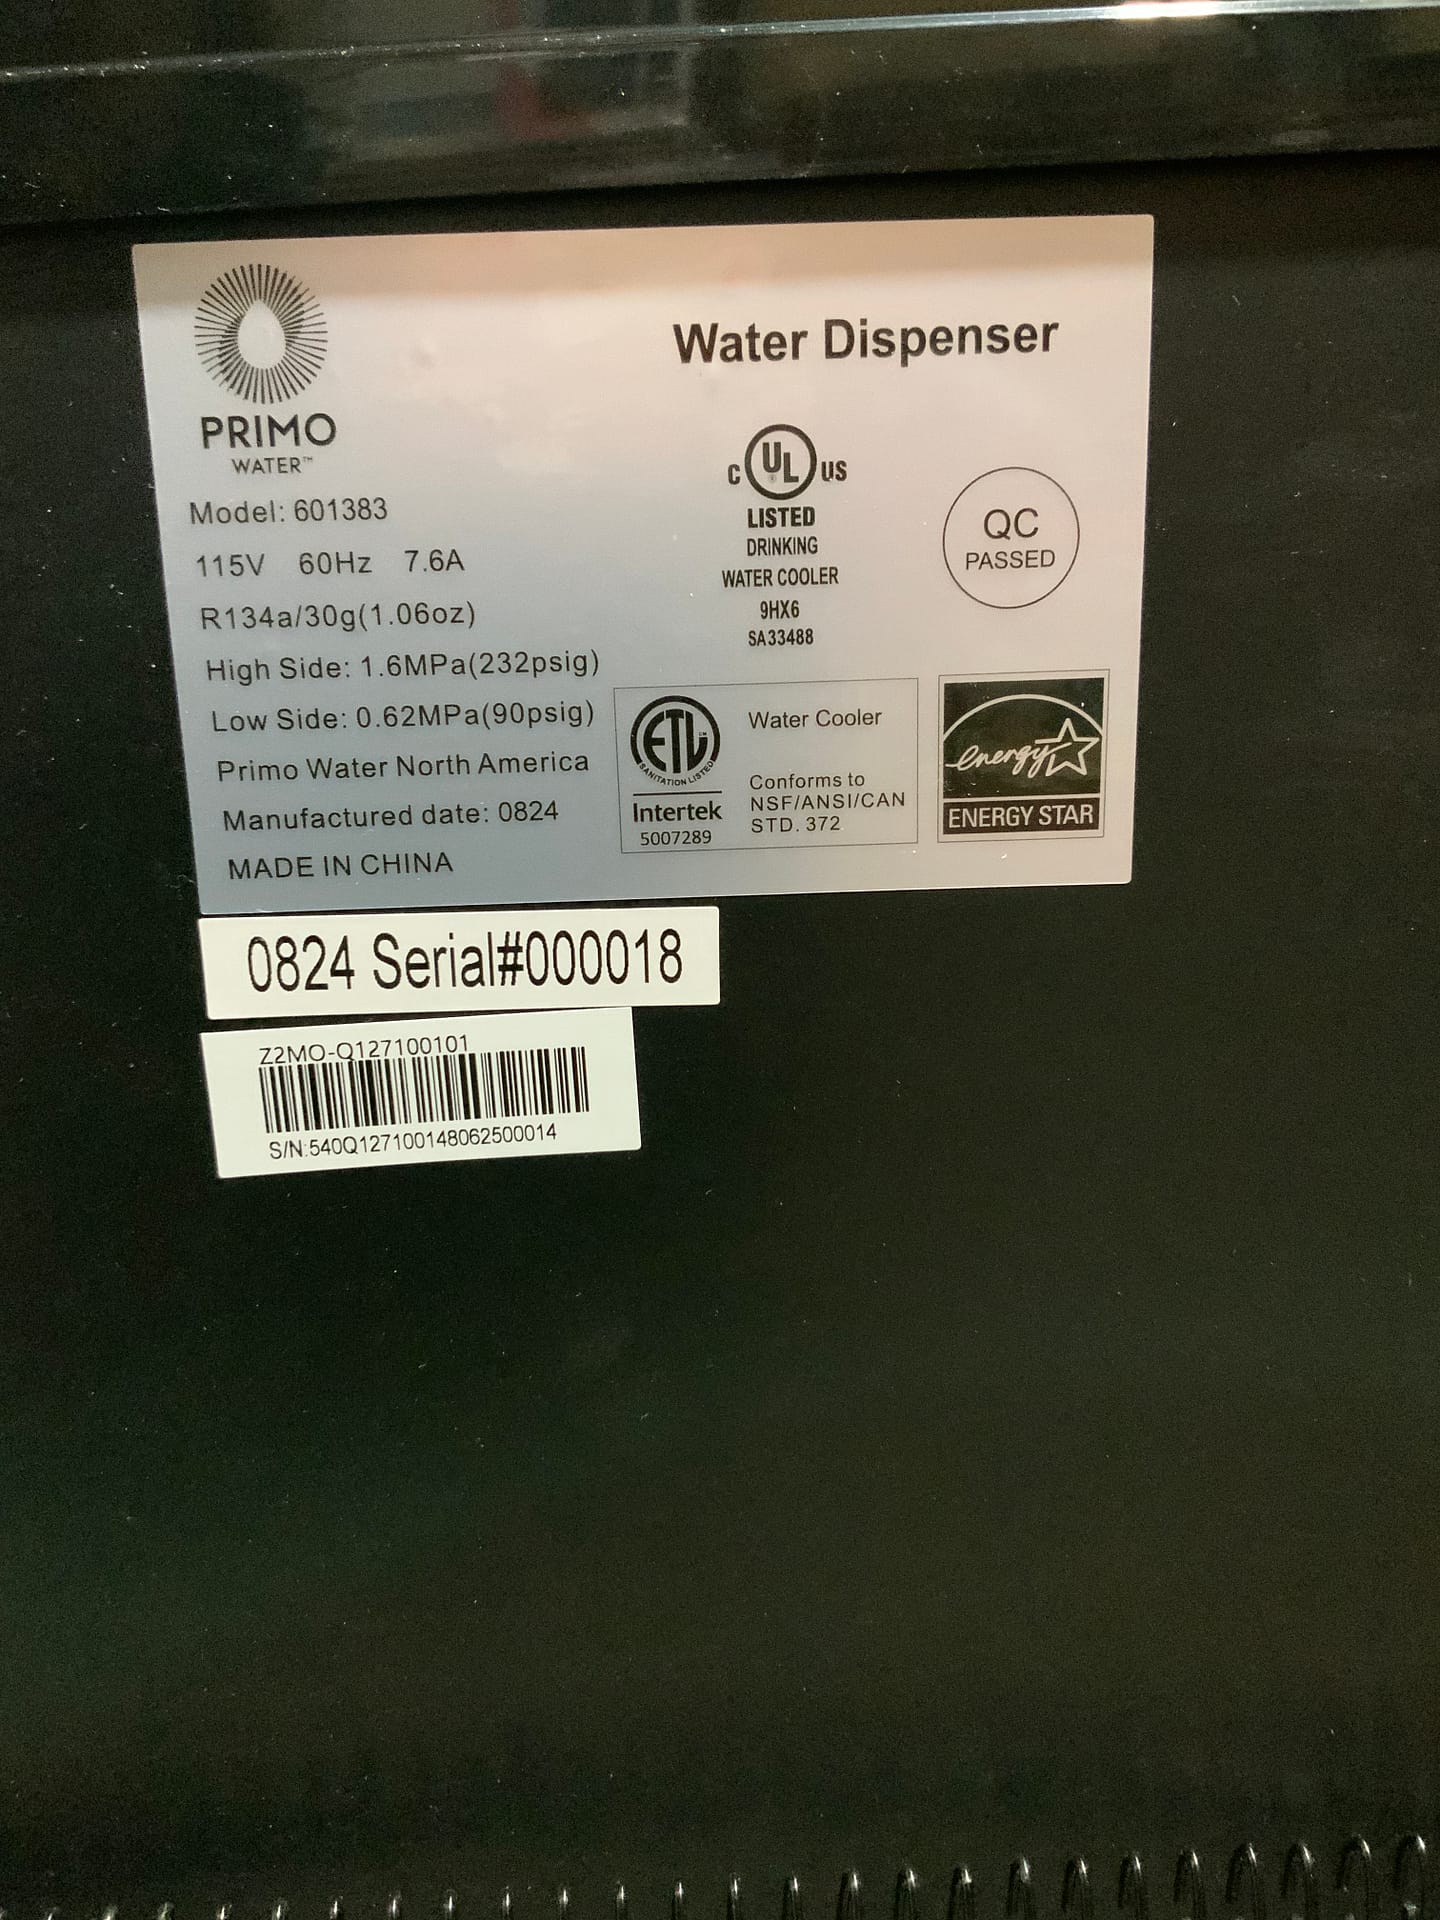 PRIMO
WATER™
Water Dispenser
Model: 601383
115V 60Hz 7.6A
R134a/30g(1.06oz)
High Side: 1.6MPa(232psig)
Low Side: 0.62MPa(90psig)
Primo Water North America
Manufactured date: 0824
MADE IN CHINA
C UL US
LISTED
DRINKING
WATER COOLER
9HX6
SA33488
QC
PASSED
ETL
SANITATION LISTED
Intertek
5007289
Water Cooler
Conforms to
NSF/ANSI/CAN
STD. 372
energy
ENERGY STAR
0824 Serial#000018
Z2MO-Q127100101
S/N:540Q127100148062500014